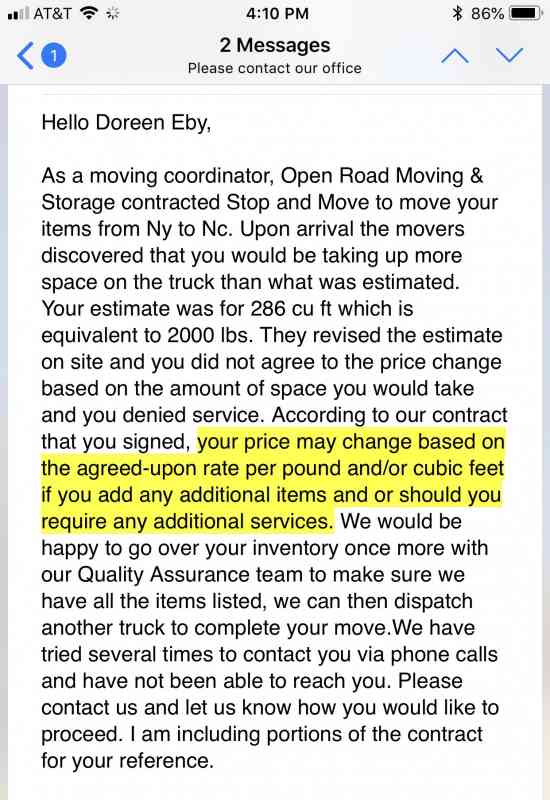 AT&T 4:10 PM 86%
1 2 Messages
Please contact our office
Hello Doreen Eby,
As a moving coordinator, Open Road Moving &
Storage contracted Stop and Move to move your
items from Ny to Nc. Upon arrival the movers
discovered that you would be taking up more
space on the truck than what was estimated.
Your estimate was for 286 cu ft which is
equivalent to 2000 lbs. They revised the estimate
on site and you did not agree to the price change
based on the amount of space you would take
and you denied service. According to our contract
that you signed, your price may change based on
the agreed-upon rate per pound and/or cubic feet
if you add any additional items and or should you
require any additional services. We would be
happy to go over your inventory once more with
our Quality Assurance team to make sure we
have all the items listed, we can then dispatch
another truck to complete your move.We have
tried several times to contact you via phone calls
and have not been able to reach you. Please
contact us and let us know how you would like to
proceed. I am including portions of the contract
for your reference.